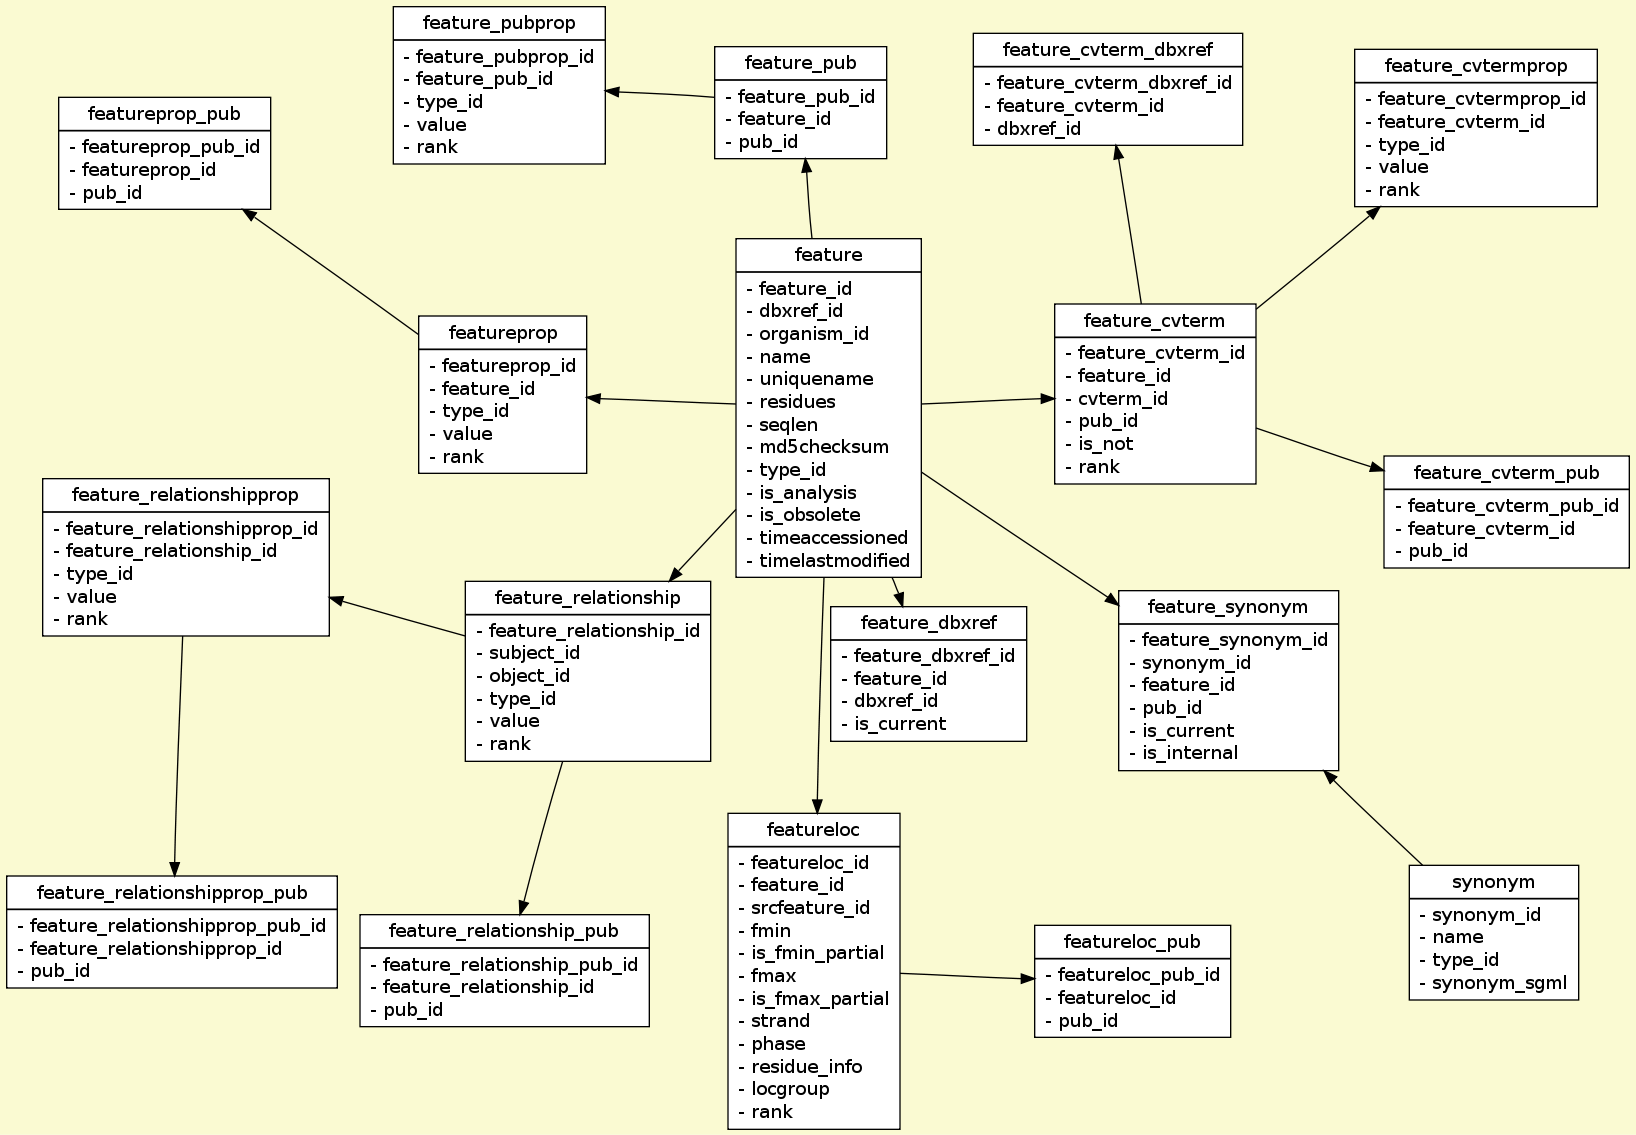 feature_pubprop
- feature_pubprop_id
- feature_pub_id
- type_id
- value
- rank
feature_pub
- feature_pub_id
- feature_id
- pub_id
feature_cvterm_dbxref
- feature_cvterm_dbxref_id
- feature_cvterm_id
- dbxref_id
feature_cvtermprop
- feature_cvtermprop_id
- feature_cvterm_id
- type_id
- value
- rank
featureprop_pub
- featureprop_pub_id
- featureprop_id
- pub_id
feature
- feature_id
- dbxref_id
- organism_id
- name
- uniquename
- residues
- seqlen
- md5checksum
- type_id
- is_analysis
- is_obsolete
- timeaccessioned
- timelastmodified
featureprop
- featureprop_id
- feature_id
- type_id
- value
- rank
feature_cvterm
- feature_cvterm_id
- feature_id
- cvterm_id
- pub_id
- is_not
- rank
feature_cvterm_pub
- feature_cvterm_pub_id
- feature_cvterm_id
- pub_id
feature_relationshipprop
- feature_relationshipprop_id
- feature_relationship_id
- type_id
- value
- rank
feature_relationship
- feature_relationship_id
- subject_id
- object_id
- type_id
- value
- rank
feature_dbxref
- feature_dbxref_id
- feature_id
- dbxref_id
- is_current
feature_synonym
- feature_synonym_id
- synonym_id
- feature_id
- pub_id
- is_current
- is_internal
featureloc
- featureloc_id
- feature_id
- srcfeature_id
- fmin
- is_fmin_partial
- fmax
- is_fmax_partial
- strand
- phase
- residue_info
- locgroup
- rank
synonym
- synonym_id
- name
- type_id
- synonym_sgml
feature_relationshipprop_pub
- feature_relationshipprop_pub_id
- feature_relationshipprop_id
- pub_id
feature_relationship_pub
- feature_relationship_pub_id
- feature_relationship_id
- pub_id
featureloc_pub
- featureloc_pub_id
- featureloc_id
- pub_id